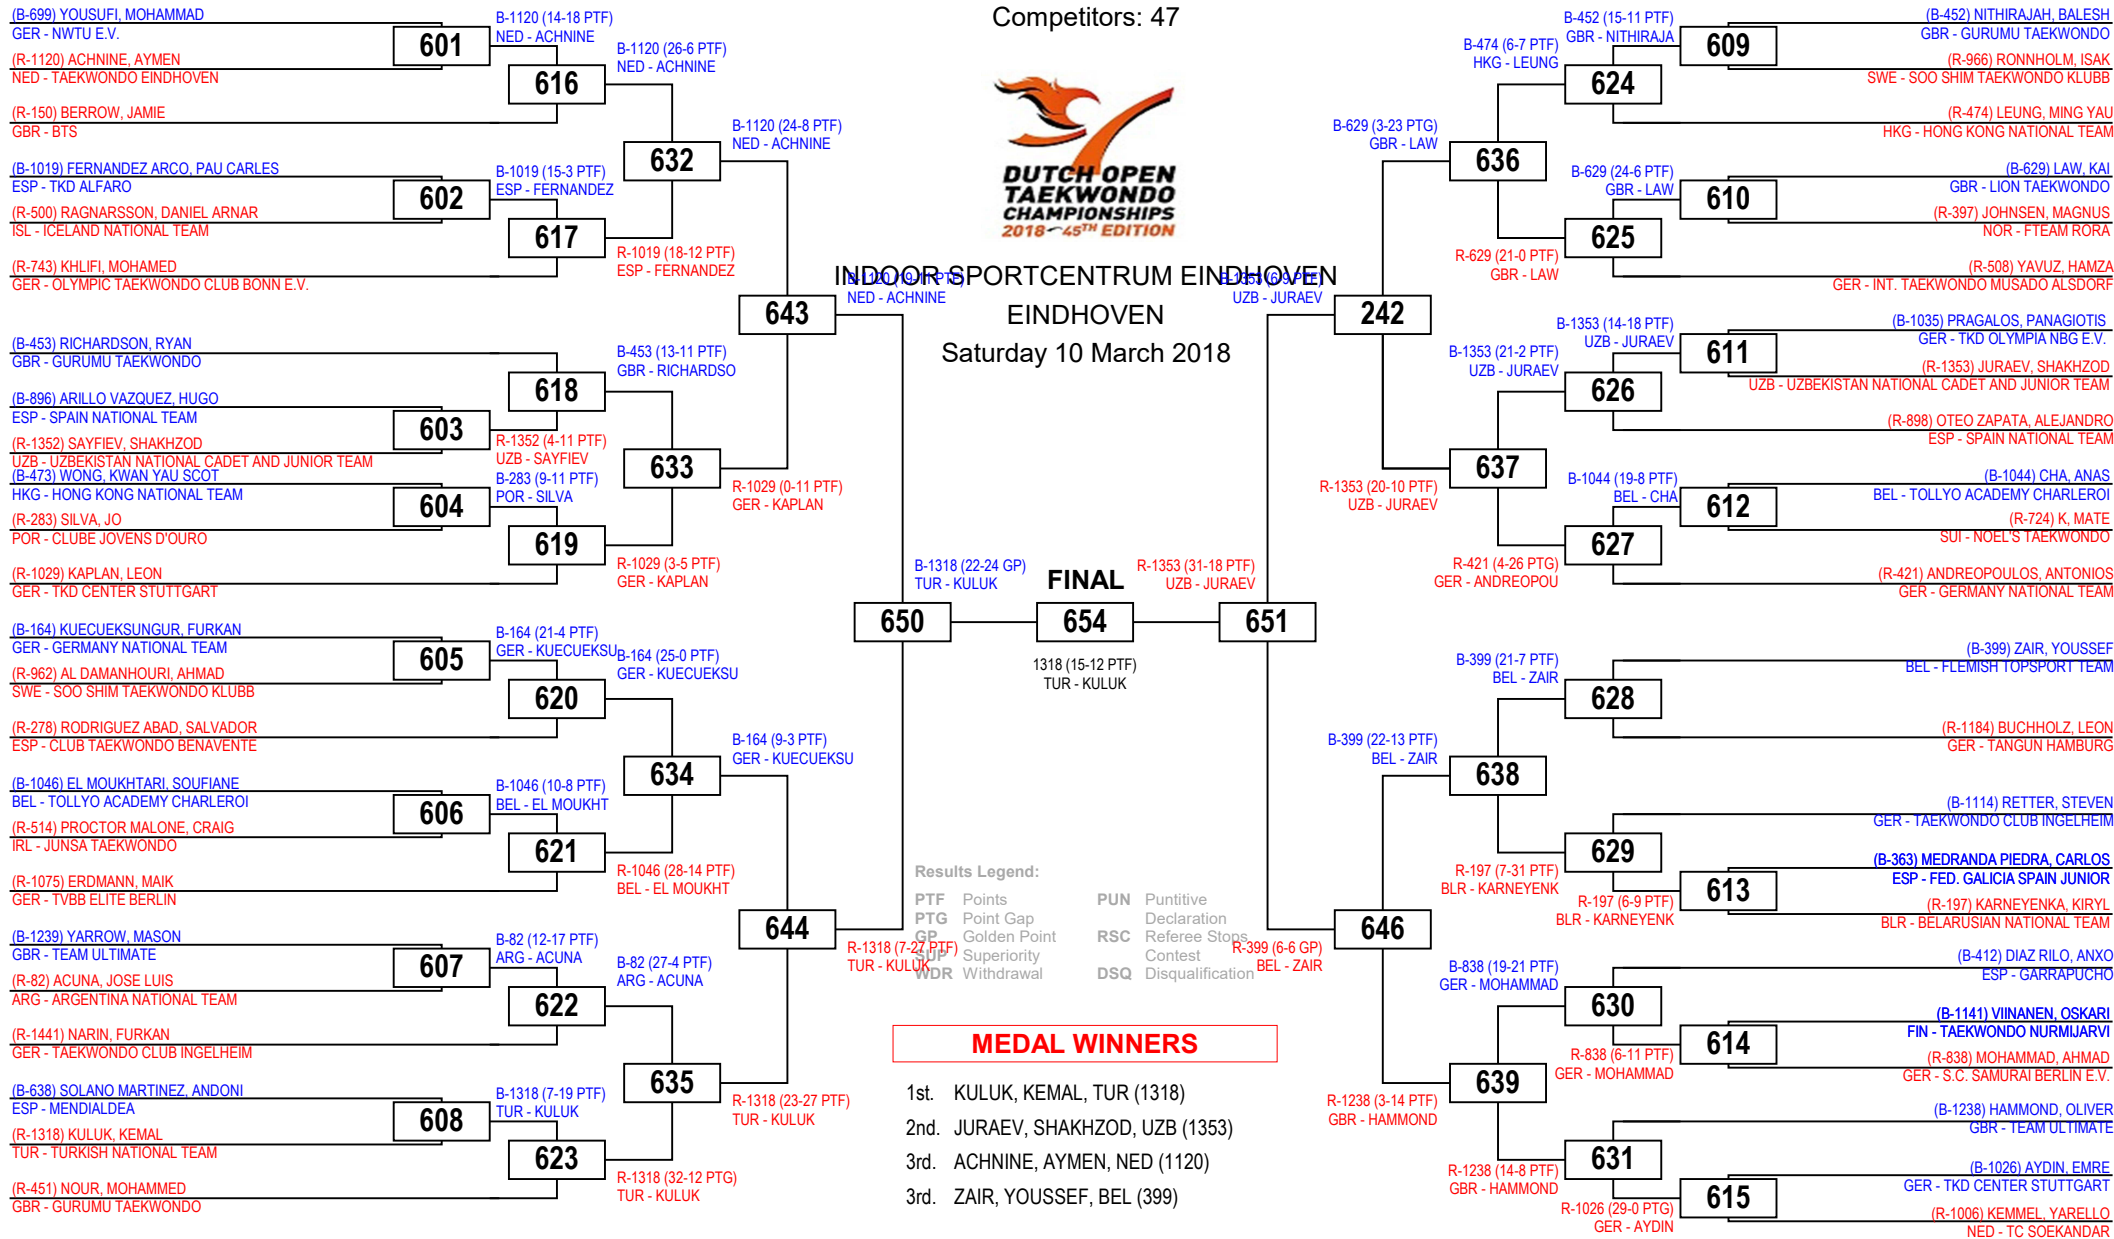 Competitors: 47
DUTCH OPEN
TAEKWONDO
CHAMPIONSHIPS
2018 45TH EDITION
INDOOR SPORTCENTRUM EINDHOVEN
EINDHOVEN
Saturday 10 March 2018
(B-699) YOUSUFI, MOHAMMAD
GER - NWTU E.V.
601
(R-1120) ACHNINE, AYMEN
NED - TAEKWONDO EINDHOVEN
B-1120 (14-18 PTF)
NED - ACHNINE
616
(R-150) BERROW, JAMIE
GBR - BTS
B-1120 (26-6 PTF)
NED - ACHNINE
632
(B-1019) FERNANDEZ ARCO, PAU CARLES
ESP - TKD ALFARO
602
(R-500) RAGNARSSON, DANIEL ARNAR
ISL - ICELAND NATIONAL TEAM
B-1019 (15-3 PTF)
ESP - FERNANDEZ
617
(R-743) KHLIFI, MOHAMED
GER - OLYMPIC TAEKWONDO CLUB BONN E.V.
R-1019 (18-12 PTF)
ESP - FERNANDEZ
B-1120 (24-8 PTF)
NED - ACHNINE
643
(B-453) RICHARDSON, RYAN
GBR - GURUMU TAEKWONDO
618
(B-896) ARILLO VAZQUEZ, HUGO
ESP - SPAIN NATIONAL TEAM
603
(R-1352) SAYFIEV, SHAKHZOD
UZB - UZBEKISTAN NATIONAL CADET AND JUNIOR TEAM
R-1352 (4-11 PTF)
UZB - SAYFIEV
B-453 (13-11 PTF)
GBR - RICHARDSO
633
(B-473) WONG, KWAN YAU SCOT
HKG - HONG KONG NATIONAL TEAM
604
(R-283) SILVA, JO
POR - CLUBE JOVENS D'OURO
B-283 (9-11 PTF)
POR - SILVA
619
(R-1029) KAPLAN, LEON
GER - TKD CENTER STUTTGART
R-1029 (3-5 PTF)
GER - KAPLAN
R-1029 (0-11 PTF)
GER - KAPLAN
B-1120 (19-11 PTF)
NED - ACHNINE
650
(B-164) KUECUEKSUNGUR, FURKAN
GER - GERMANY NATIONAL TEAM
605
(R-962) AL DAMANHOURI, AHMAD
SWE - SOO SHIM TAEKWONDO KLUBB
B-164 (21-4 PTF)
GER - KUECUEKSU
620
(R-278) RODRIGUEZ ABAD, SALVADOR
ESP - CLUB TAEKWONDO BENAVENTE
B-164 (25-0 PTF)
GER - KUECUEKSU
634
(B-1046) EL MOUKHTARI, SOUFIANE
BEL - TOLLYO ACADEMY CHARLEROI
606
(R-514) PROCTOR MALONE, CRAIG
IRL - JUNSA TAEKWONDO
B-1046 (10-8 PTF)
BEL - EL MOUKHT
621
(R-1075) ERDMANN, MAIK
GER - TVBB ELITE BERLIN
R-1046 (28-14 PTF)
BEL - EL MOUKHT
B-164 (9-3 PTF)
GER - KUECUEKSU
644
(B-1239) YARROW, MASON
GBR - TEAM ULTIMATE
607
(R-82) ACUNA, JOSE LUIS
ARG - ARGENTINA NATIONAL TEAM
B-82 (12-17 PTF)
ARG - ACUNA
622
(R-1441) NARIN, FURKAN
GER - TAEKWONDO CLUB INGELHEIM
B-82 (27-4 PTF)
ARG - ACUNA
635
(B-638) SOLANO MARTINEZ, ANDONI
ESP - MENDIALDEA
608
(R-1318) KULUK, KEMAL
TUR - TURKISH NATIONAL TEAM
B-1318 (7-19 PTF)
TUR - KULUK
623
(R-451) NOUR, MOHAMMED
GBR - GURUMU TAEKWONDO
R-1318 (32-12 PTG)
TUR - KULUK
R-1318 (23-27 PTF)
TUR - KULUK
R-1318 (7-27 PTF)
TUR - KULUK
B-1318 (22-24 GP)
TUR - KULUK
FINAL
654
1318 (15-12 PTF)
TUR - KULUK
R-1353 (31-18 PTF)
UZB - JURAEV
651
B-1353 (6-9 PTF)
UZB - JURAEV
242
B-629 (3-23 PTG)
GBR - LAW
636
B-474 (6-7 PTF)
HKG - LEUNG
624
B-452 (15-11 PTF)
GBR - NITHIRAJA
609
(B-452) NITHIRAJAH, BALESH
GBR - GURUMU TAEKWONDO
(R-966) RONNHOLM, ISAK
SWE - SOO SHIM TAEKWONDO KLUBB
(R-474) LEUNG, MING YAU
HKG - HONG KONG NATIONAL TEAM
B-629 (24-6 PTF)
GBR - LAW
610
(B-629) LAW, KAI
GBR - LION TAEKWONDO
(R-397) JOHNSEN, MAGNUS
NOR - FTEAM RORA
625
R-629 (21-0 PTF)
GBR - LAW
(R-508) YAVUZ, HAMZA
GER - INT. TAEKWONDO MUSADO ALSDORF
B-1353 (14-18 PTF)
UZB - JURAEV
611
(B-1035) PRAGALOS, PANAGIOTIS
GER - TKD OLYMPIA NBG E.V.
(R-1353) JURAEV, SHAKHZOD
UZB - UZBEKISTAN NATIONAL CADET AND JUNIOR TEAM
B-1353 (21-2 PTF)
UZB - JURAEV
626
(R-898) OTEO ZAPATA, ALEJANDRO
ESP - SPAIN NATIONAL TEAM
637
R-1353 (20-10 PTF)
UZB - JURAEV
B-1044 (19-8 PTF)
BEL - CHA
612
(B-1044) CHA, ANAS
BEL - TOLLYO ACADEMY CHARLEROI
(R-724) K, MATE
SUI - NOEL'S TAEKWONDO
627
R-421 (4-26 PTG)
GER - ANDREOPOU
(R-421) ANDREOPOULOS, ANTONIOS
GER - GERMANY NATIONAL TEAM
B-399 (21-7 PTF)
BEL - ZAIR
628
(B-399) ZAIR, YOUSSEF
BEL - FLEMISH TOPSPORT TEAM
(R-1184) BUCHHOLZ, LEON
GER - TANGUN HAMBURG
B-399 (22-13 PTF)
BEL - ZAIR
638
(B-1114) RETTER, STEVEN
GER - TAEKWONDO CLUB INGELHEIM
629
R-197 (7-31 PTF)
BLR - KARNEYENK
(B-363) MEDRANDA PIEDRA, CARLOS
ESP - FED. GALICIA SPAIN JUNIOR
613
R-197 (6-9 PTF)
BLR - KARNEYENK
(R-197) KARNEYENKA, KIRYL
BLR - BELARUSIAN NATIONAL TEAM
646
R-399 (6-6 GP)
BEL - ZAIR
(B-412) DIAZ RILO, ANXO
ESP - GARRAPUCHO
B-838 (19-21 PTF)
GER - MOHAMMAD
630
(B-1141) VIINANEN, OSKARI
FIN - TAEKWONDO NURMIJARVI
614
R-838 (6-11 PTF)
GER - MOHAMMAD
(R-838) MOHAMMAD, AHMAD
GER - S.C. SAMURAI BERLIN E.V.
639
R-1238 (3-14 PTF)
GBR - HAMMOND
(B-1238) HAMMOND, OLIVER
GBR - TEAM ULTIMATE
631
R-1238 (14-8 PTF)
GBR - HAMMOND
(B-1026) AYDIN, EMRE
GER - TKD CENTER STUTTGART
615
R-1026 (29-0 PTG)
GER - AYDIN
(R-1006) KEMMEL, YARELLO
NED - TC SOEKANDAR
Results Legend:
PTF Points
PTG Point Gap
GP Golden Point
SUP Superiority
WDR Withdrawal
PUN Puntitive
Declaration
RSC Referee Stops
Contest
DSQ Disqualification
MEDAL WINNERS
1st. KULUK, KEMAL, TUR (1318)
2nd. JURAEV, SHAKHZOD, UZB (1353)
3rd. ACHNINE, AYMEN, NED (1120)
3rd. ZAIR, YOUSSEF, BEL (399)